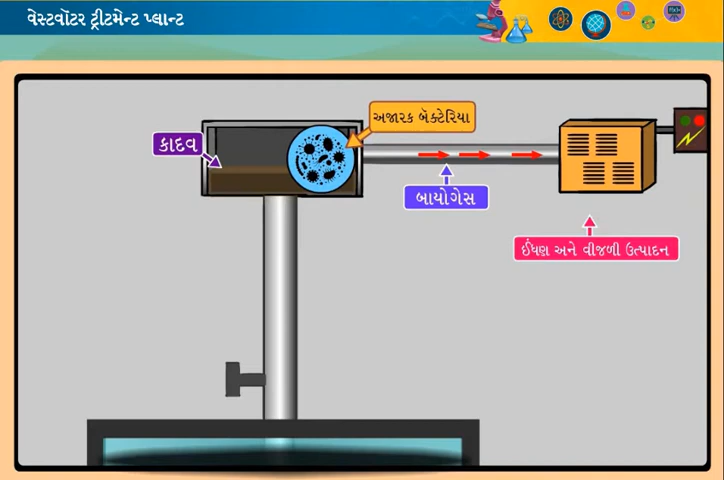 વેસ્ટવૉટર ટ્રીટમેન્ટ પ્લાન્ટ
અજારક બૅક્ટેરિયા
કાદવ
બાયોગેસ
ઈંધણ અને વીજળી ઉત્પાદન